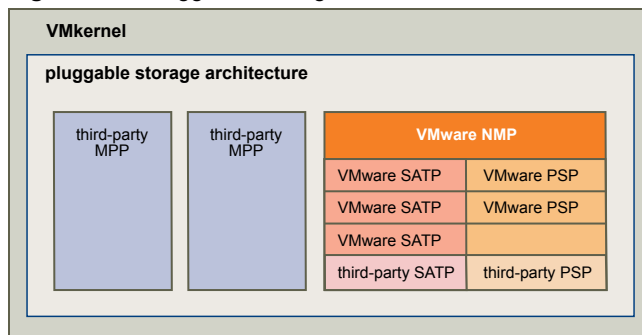 VMkernel
pluggable storage architecture
third-party
MPP
third-party
MPP
VMware NMP
VMware SATP
VMware PSP
VMware SATP
VMware PSP
VMware SATP
third-party SATP
third-party PSP